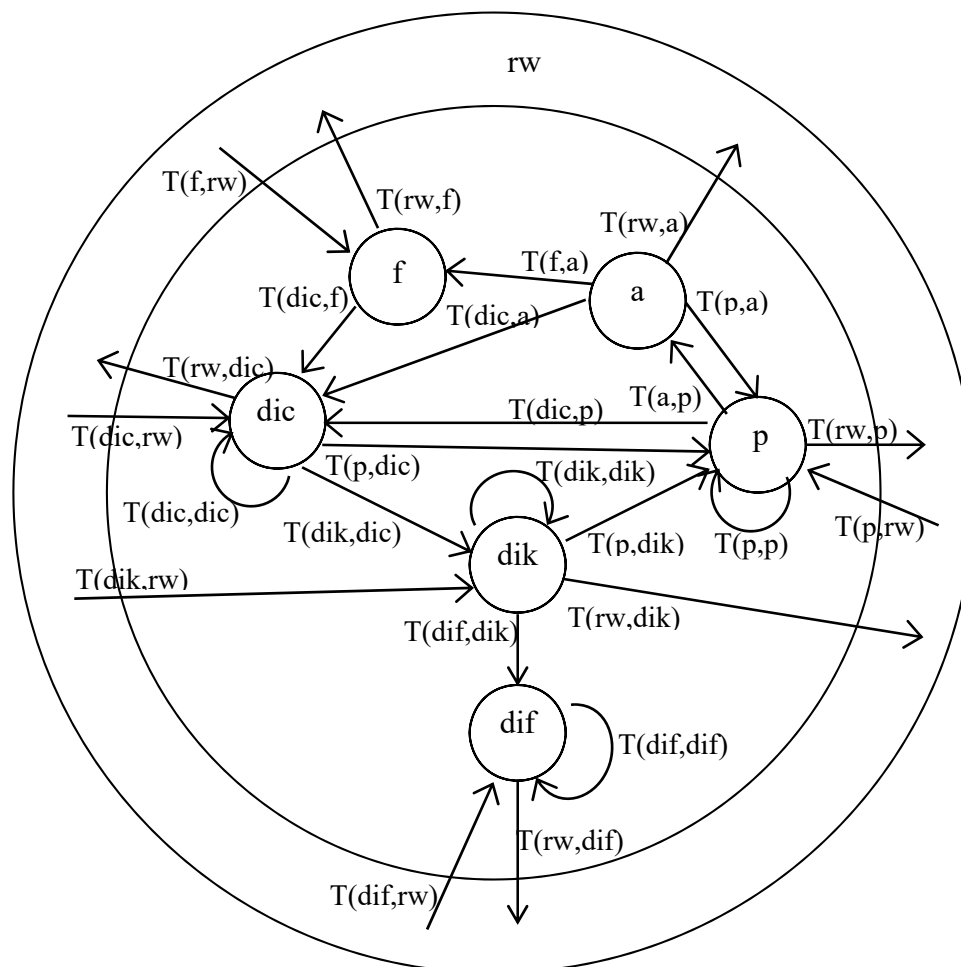 rw
T(f,rw)
T(rw,f)
T(rw,a)
f
T(f,a)
a
T(dic,f)
T(dic,a)
T(p,a)
T(rw,dic)
dic
T(dic,p)
T(a,p)
p
T(rw,p)
T(dic,rw)
T(p,dic)
T(dik,dik)
T(dic,dic)
T(dik,dic)
dik
T(p,dik)
T(p,p)
T(p,rw)
T(dik,rw)
T(dif,dik)
T(rw,dik)
dif
T(dif,dif)
T(rw,dif)
T(dif,rw)